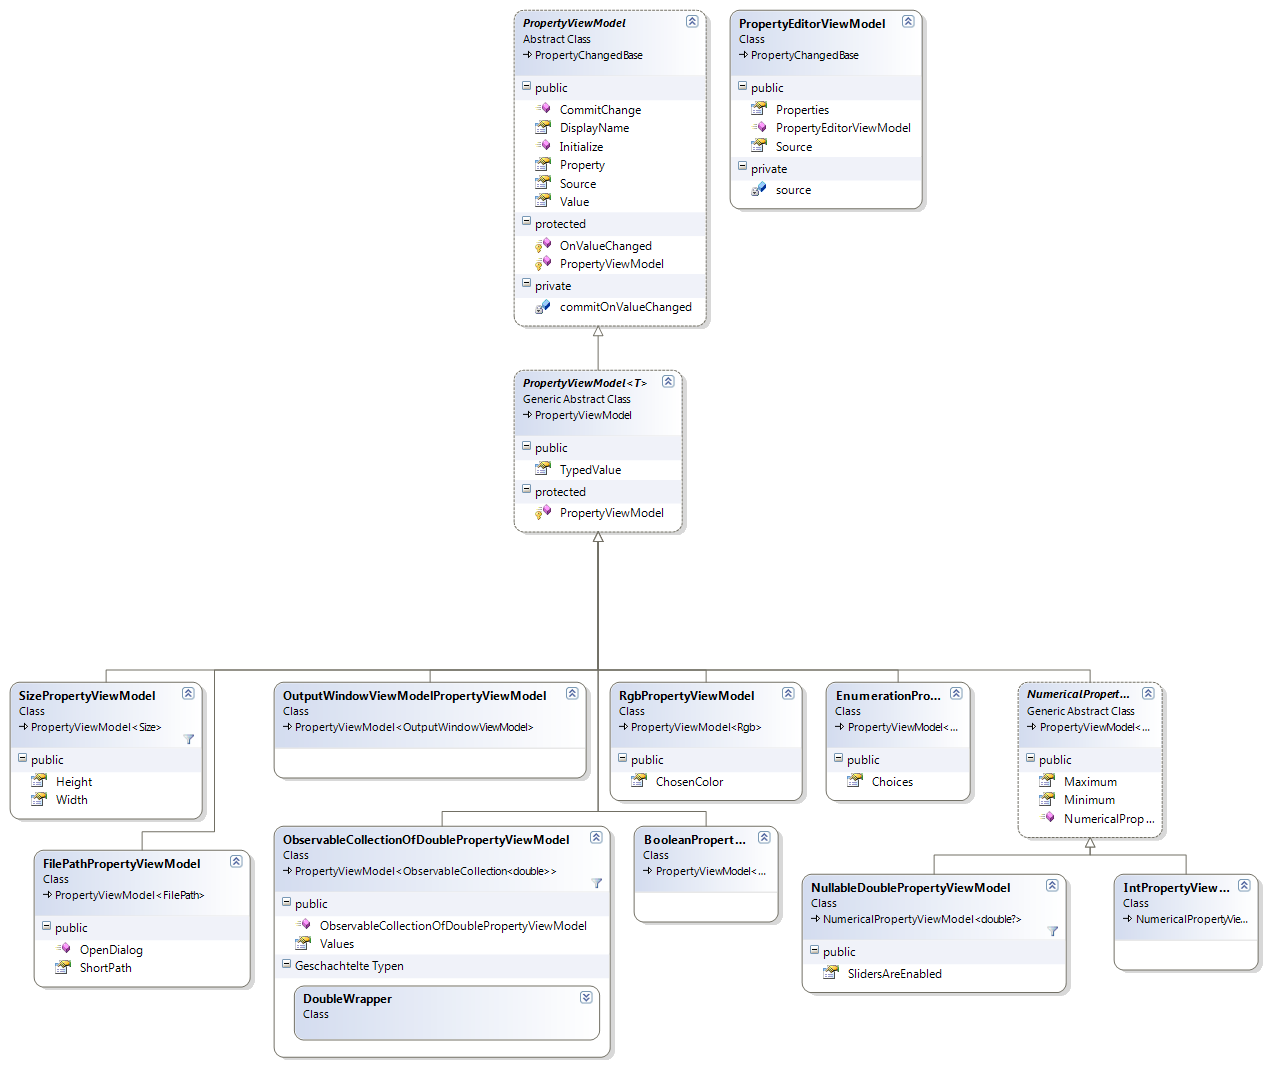 PropertyViewModel
Abstract Class
PropertyChangedBase
public
CommitChange
DisplayName
Initialize
Property
Source
Value
protected
OnValueChanged
PropertyViewModel
private
commitOnValueChanged
PropertyEditorViewModel
Class
PropertyChangedBase
public
Properties
PropertyEditorViewModel
Source
private
source
PropertyViewModel<T>
Generic Abstract Class
PropertyViewModel
public
TypedValue
protected
PropertyViewModel
SizePropertyViewModel
Class
PropertyViewModel<Size>
public
Height
Width
OutputWindowViewModelPropertyViewModel
Class
PropertyViewModel<OutputWindowViewModel>
RgbPropertyViewModel
Class
PropertyViewModel<Rgb>
public
ChosenColor
EnumerationPro...
Class
PropertyViewModel<...
public
Choices
NumericalPropert...
Generic Abstract Class
PropertyViewModel<...
public
Maximum
Minimum
NumericalProp...
FilePathPropertyViewModel
Class
PropertyViewModel<FilePath>
public
OpenDialog
ShortPath
ObservableCollectionOfDoublePropertyViewModel
Class
PropertyViewModel<ObservableCollection<double>>
public
ObservableCollectionOfDoublePropertyViewModel
Values
Geschachtelte Typen
DoubleWrapper
Class
BooleanPropert...
Class
PropertyViewModel<...
NullableDoublePropertyViewModel
Class
NumericalPropertyViewModel<double?>
public
SlidersAreEnabled
IntPropertyView...
Class
NumericalPropertyVie...